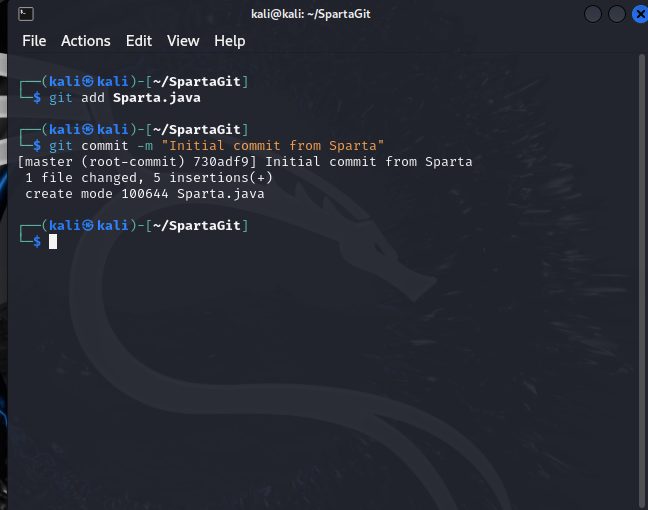 kali@kali: ~/SpartaGit
File Actions Edit View Help
┌──(kali㉿kali)-[~/SpartaGit]
└─$ git add Sparta.java
┌──(kali㉿kali)-[~/SpartaGit]
└─$ git commit -m "Initial commit from Sparta"
[master (root-commit) 730adf9] Initial commit from Sparta
 1 file changed, 5 insertions(+)
 create mode 100644 Sparta.java
┌──(kali㉿kali)-[~/SpartaGit]
└─$